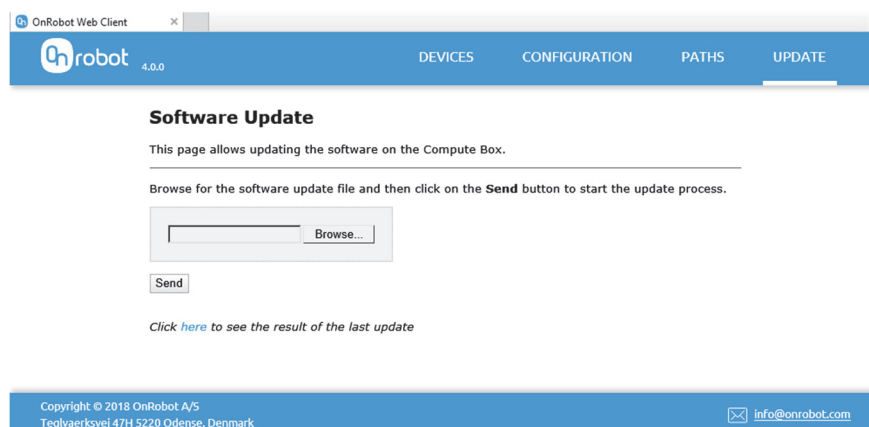 OnRobot Web Client
OnRobot 4.0.0 DEVICES CONFIGURATION PATHS UPDATE
Software Update
This page allows updating the software on the Compute Box.
Browse for the software update file and then click on the Send button to start the update process.
Browse...
Send
Click here to see the result of the last update
Copyright © 2018 OnRobot A/S
Teglvaerksvej 47H 5220 Odense, Denmark
info@onrobot.com